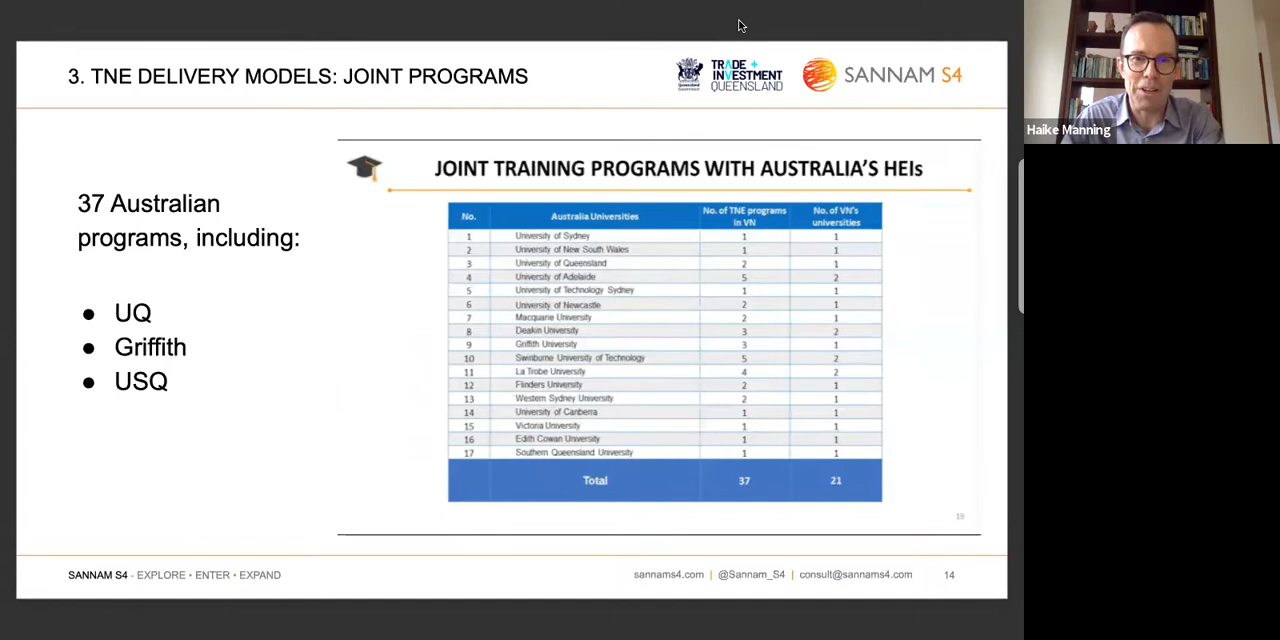 3. TNE DELIVERY MODELS: JOINT PROGRAMS
TRADE +
INVESTMENT
QUEENSLAND
SANNAM S4
Haike Manning
37 Australian
programs, including:
● UQ
● Griffith
● USQ
JOINT TRAINING PROGRAMS WITH AUSTRALIA'S HEIs
No. Australia Universities No. of TNE programs in VN No. of VN's universities
1 University of Sydney 1 1
2 University of New South Wales 1 1
3 University of Queensland 2 1
4 University of Adelaide 5 2
5 University of Technology Sydney 1 1
6 University of Newcastle 2 1
7 Macquarie University 2 1
8 Deakin University 3 2
9 Griffith University 3 1
10 Swinburne University of Technology 5 2
11 La Trobe University 4 2
12 Flinders University 2 1
13 Western Sydney University 2 1
14 University of Canberra 1 1
15 Victoria University 1 1
16 Edith Cowan University 1 1
17 Southern Queensland University 1 1
Total 37 21
19
SANNAM S4 - EXPLORE • ENTER • EXPAND
sannams4.com | @Sannam_S4 | consult@sannams4.com 14